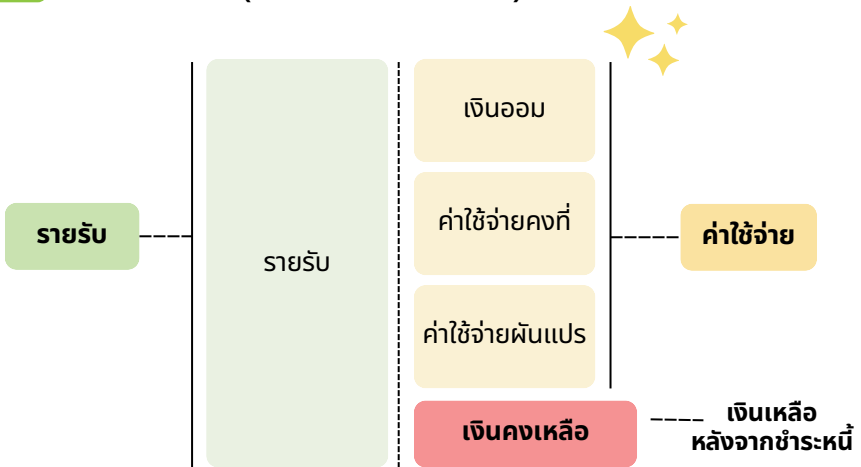 รายรับ
รายรับ
เงินออม
ค่าใช้จ่ายคงที่
ค่าใช้จ่ายผันแปร
เงินคงเหลือ
ค่าใช้จ่าย
เงินเหลือ
หลังจากชำระหนี้